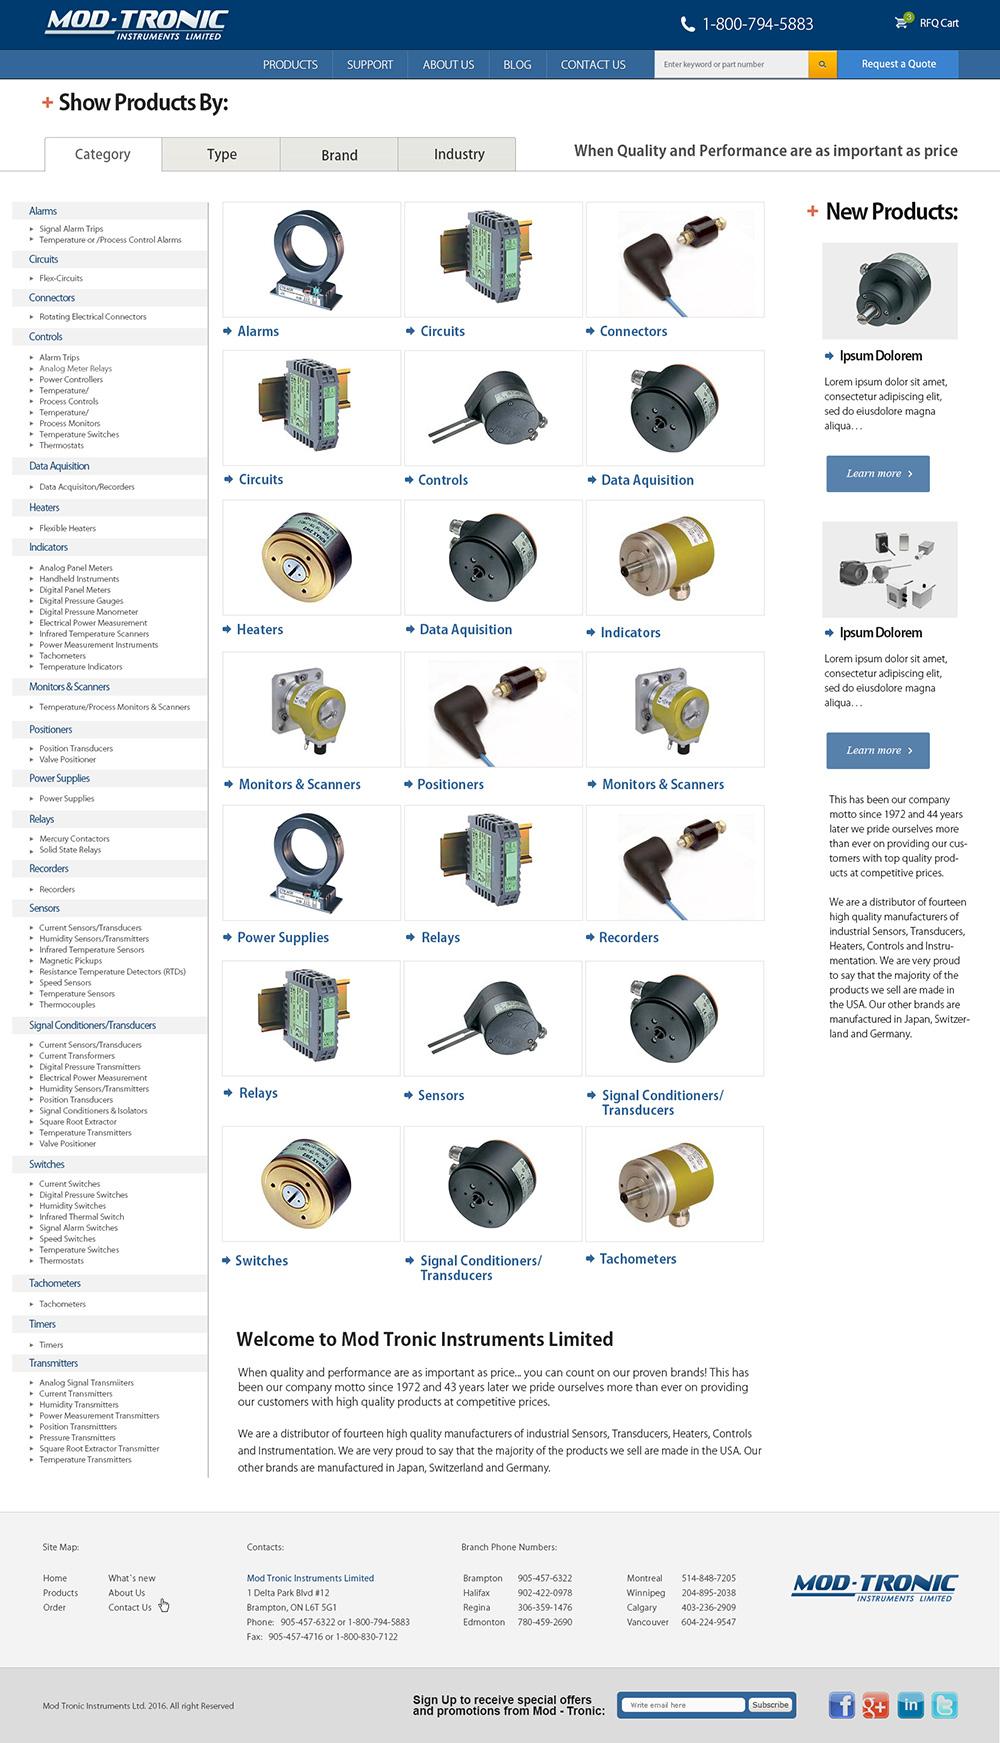 MOD-TRONIC
INSTRUMENTS LIMITED
1-800-794-5883
3
RFQ Cart
PRODUCTS
SUPPORT
ABOUT US
BLOG
CONTACT US
Enter keyword or part number
Request a Quote
+ Show Products By:
Category
Type
Brand
Industry
When Quality and Performance are as important as price
Alarms
Signal Alarm Trips
Temperature or /Process Control Alarms
Circuits
Flex-Circuits
Connectors
Rotating Electrical Connectors
Controls
Alarm Trips
Analog Meter Relays
Power Controllers
Temperature/
Process Controls
Temperature/
Process Monitors
Temperature Switches
Thermostats
Data Aquisition
Data Acquisiton/Recorders
Heaters
Flexible Heaters
Indicators
Analog Panel Meters
Handheld Instruments
Digital Panel Meters
Digital Pressure Gauges
Digital Pressure Manometer
Electrical Power Measurement
Infrared Temperature Scanners
Power Measurement Instruments
Tachometers
Temperature Indicators
Monitors & Scanners
Temperature/Process Monitors & Scanners
Positioners
Position Transducers
Valve Positioner
Power Supplies
Power Supplies
Relays
Mercury Contactors
Solid State Relays
Recorders
Recorders
Sensors
Current Sensors/Transducers
Humidity Sensors/Transmitters
Infrared Temperature Sensors
Magnetic Pickups
Resistance Temperature Detectors (RTDs)
Speed Sensors
Temperature Sensors
Thermocouples
Signal Conditioners/Transducers
Current Sensors/Transducers
Current Transformers
Digital Pressure Transmitters
Electrical Power Measurement
Humidity Sensors/Transmitters
Position Transducers
Signal Conditioners & Isolators
Square Root Extractor
Temperature Transmitters
Valve Positioner
Switches
Current Switches
Digital Pressure Switches
Humidity Switches
Infrared Thermal Switch
Signal Alarm Switches
Speed Switches
Temperature Switches
Thermostats
Tachometers
Tachometers
Timers
Timers
Transmitters
Analog Signal Transmiiters
Current Transmitters
Humidity Transmitters
Power Measurement Transmitters
Position Transmittters
Pressure Transmitters
Square Root Extractor Transmitter
Temperature Transmitters
Alarms
Circuits
Connectors
Circuits
Controls
Data Aquisition
Heaters
Data Aquisition
Indicators
Monitors & Scanners
Positioners
Monitors & Scanners
Power Supplies
Relays
Recorders
Relays
Sensors
Signal Conditioners/
Transducers
Switches
Signal Conditioners/
Transducers
Tachometers
+ New Products:
Ipsum Dolorem
Lorem ipsum dolor sit amet,
consectetur adipiscing elit,
sed do eiusdolore magna
aliqua...
Learn more >
Ipsum Dolorem
Lorem ipsum dolor sit amet,
consectetur adipiscing elit,
sed do eiusdolore magna
aliqua...
Learn more >
This has been our company
motto since 1972 and 44 years
later we pride ourselves more
than ever on providing our cus-
tomers with top quality prod-
ucts at competitive prices.
We are a distributor of fourteen
high quality manufacturers of
industrial Sensors, Transducers,
Heaters, Controls and Instru-
mentation. We are very proud
to say that the majority of the
products we sell are made in
the USA. Our other brands are
manufactured in Japan, Switzer-
land and Germany.
Welcome to Mod Tronic Instruments Limited
When quality and performance are as important as price... you can count on our proven brands! This has
been our company motto since 1972 and 43 years later we pride ourselves more than ever on providing
our customers with high quality products at competitive prices.
We are a distributor of fourteen high quality manufacturers of industrial Sensors, Transducers, Heaters, Controls
and Instrumentation. We are very proud to say that the majority of the products we sell are made in the USA. Our
other brands are manufactured in Japan, Switzerland and Germany.
Site Map:
Home
What`s new
Products
About Us
Order
Contact Us
Contacts:
Mod Tronic Instruments Limited
1 Delta Park Blvd #12
Brampton, ON L6T 5G1
Phone: 905-457-6322 or 1-800-794-5883
Fax: 905-457-4716 or 1-800-830-7122
Branch Phone Numbers:
Brampton 905-457-6322
Halifax 902-422-0978
Regina 306-359-1476
Edmonton 780-459-2690
Montreal 514-848-7205
Winnipeg 204-895-2038
Calgary 403-236-2909
Vancouver 604-224-9547
MOD-TRONIC
INSTRUMENTS LIMITED
Mod Tronic Instruments Ltd. 2016. All right Reserved
Sign Up to receive special offers
and promotions from Mod - Tronic:
Write email here
Subscribe
f
g+
in
t